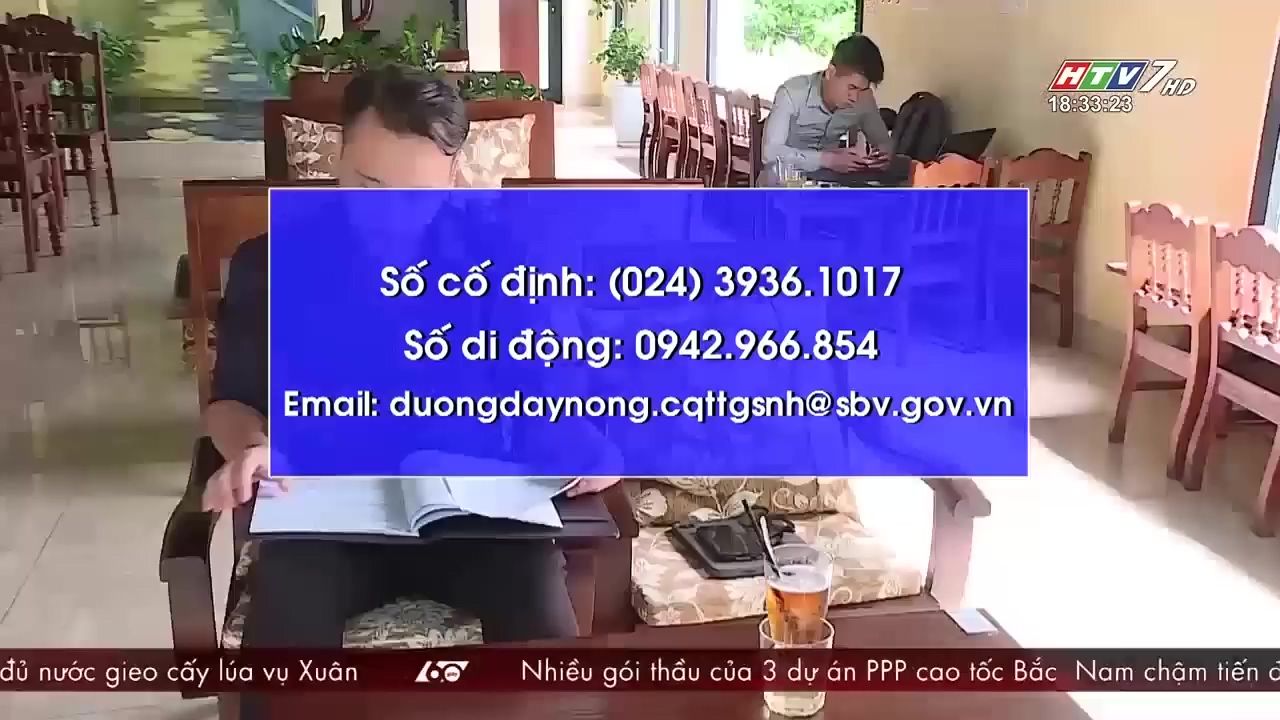 HTV7 HD
18:33:23
Số cố định: (024) 3936.1017
Số di động: 0942.966.854
Email: duongdaynong.cqttgsnh@sbv.gov.vn
đủ nước gieo cấy lúa vụ Xuân
60 Nhiều gói thầu của 3 dự án PPP cao tốc Bắc Nam chậm tiến